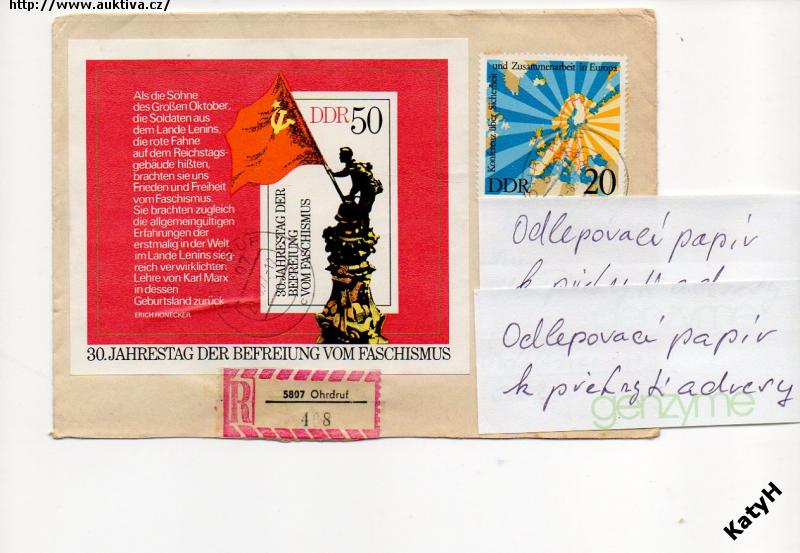 http://www.auktiva.cz/
Als die Söhne
des Großen Oktober,
die Soldaten aus
dem Lande Lenins,
die rote Fahne
auf dem Reichstags-
gebäude hißten,
brachten sie uns
Frieden und Freiheit
vom Faschismus.
Sie brachten zugleich
die allgemeingültigen
Erfahrungen der
erstmalig in der Welt
im Lande Lenins sieg-
reich verwirklichten
Lehre von Karl Marx
in dessen
Geburtsland zurück.
ERICH HONECKER
DDR 50
30. JAHRESTAG DER
BEFREIUNG
VOM FASCHISMUS
30. JAHRESTAG DER BEFREIUNG VOM FASCHISMUS
Konferenz über Sicherheit
und Zusammenarbeit in Europa
DDR 20
R
5807 Ohrdruf
408
Odlepovací papír
k
Odlepovací papír
k překrytí adresy
genzyme
KatyH